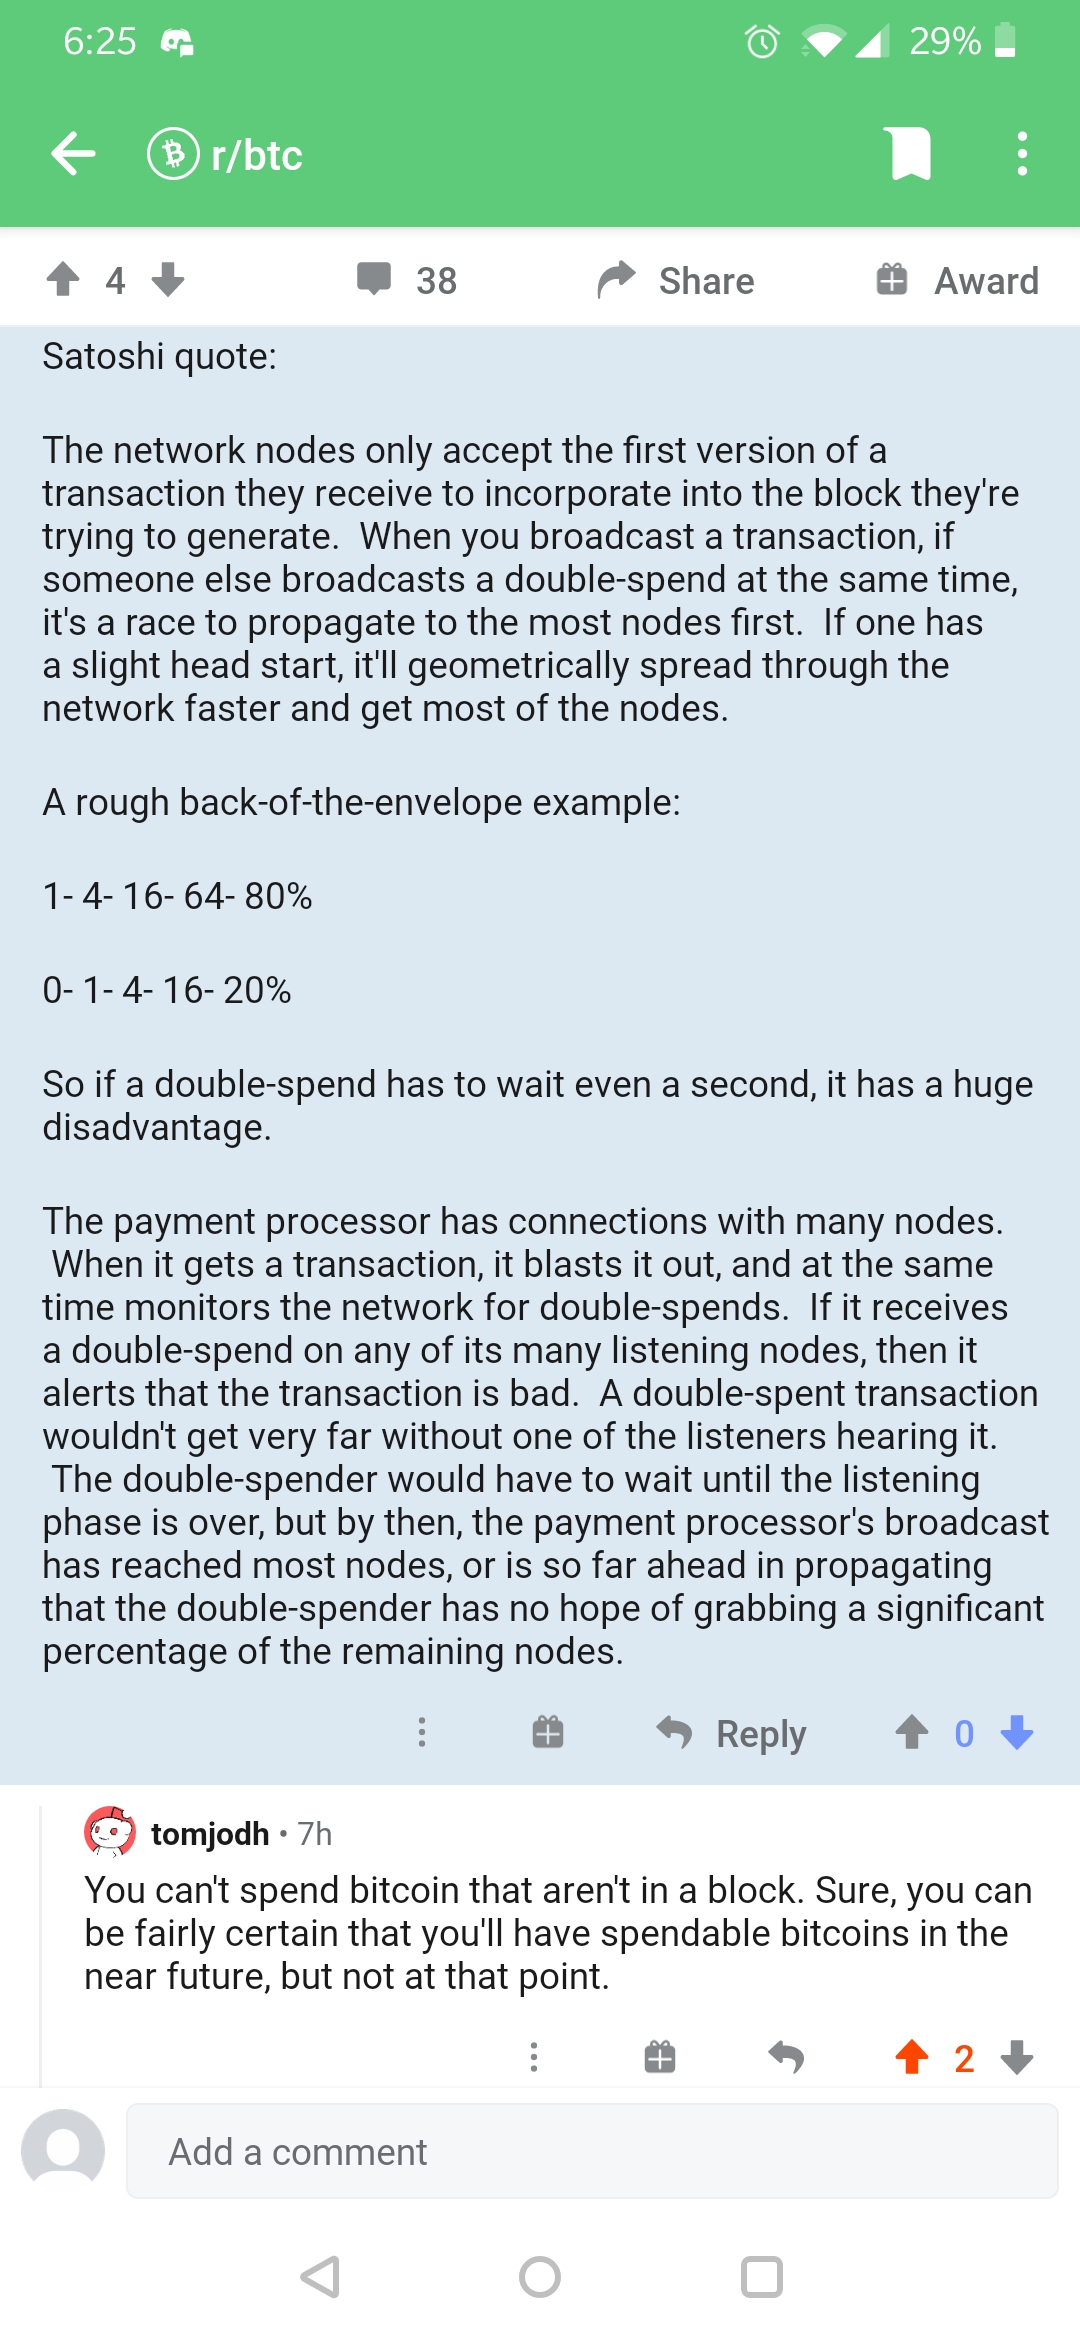 6:25
29%
r/btc
4
38
Share
Award
Satoshi quote:
The network nodes only accept the first version of a
transaction they receive to incorporate into the block they're
trying to generate.  When you broadcast a transaction, if
someone else broadcasts a double-spend at the same time,
it's a race to propagate to the most nodes first.  If one has
a slight head start, it'll geometrically spread through the
network faster and get most of the nodes.
A rough back-of-the-envelope example:
1- 4- 16- 64- 80%
0- 1- 4- 16- 20%
So if a double-spend has to wait even a second, it has a huge
disadvantage.
The payment processor has connections with many nodes.
When it gets a transaction, it blasts it out, and at the same
time monitors the network for double-spends.  If it receives
a double-spend on any of its many listening nodes, then it
alerts that the transaction is bad.  A double-spent transaction
wouldn't get very far without one of the listeners hearing it.
The double-spender would have to wait until the listening
phase is over, but by then, the payment processor's broadcast
has reached most nodes, or is so far ahead in propagating
that the double-spender has no hope of grabbing a significant
percentage of the remaining nodes.
Reply
0
tomjodh • 7h
You can't spend bitcoin that aren't in a block. Sure, you can
be fairly certain that you'll have spendable bitcoins in the
near future, but not at that point.
2
Add a comment